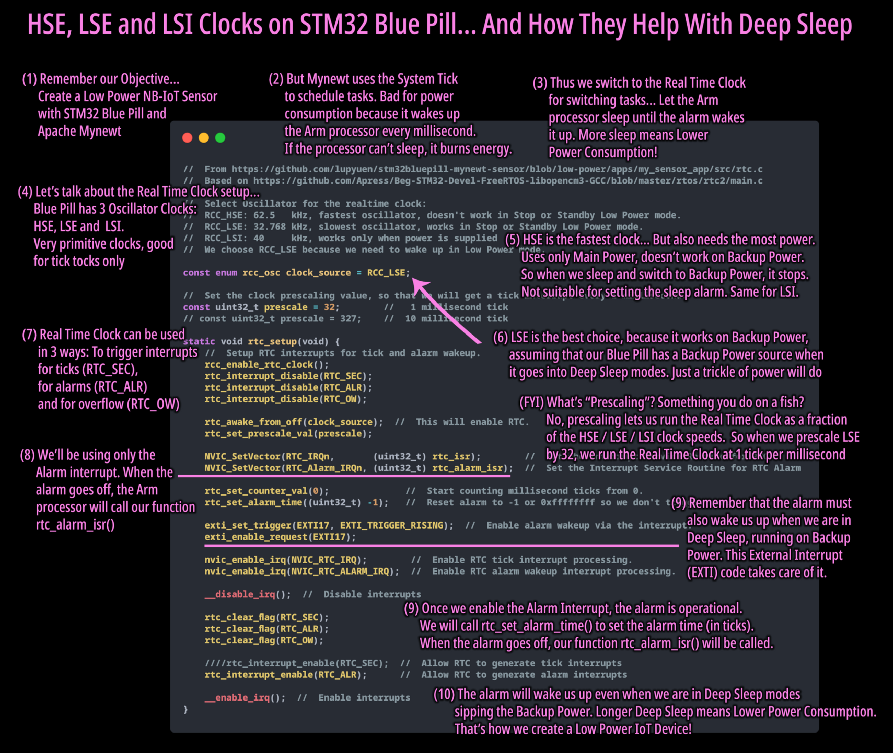 HSE, LSE and LSI Clocks on STM32 Blue Pill... And How They Help With Deep Sleep
(1) Remember our Objective...
Create a Low Power NB-IoT Sensor
with STM32 Blue Pill and
Apache Mynewt
(2) But Mynewt uses the System Tick
to schedule tasks. Bad for power
consumption because it wakes up
the Arm processor every millisecond.
If the processor can't sleep, it burns energy.
(3) Thus we switch to the Real Time Clock
for switching tasks... Let the Arm
processor sleep until the alarm wakes
it up. More sleep means Lower
Power Consumption!
//  From https://github.com/lupyuen/stm32bluepill-mynewt-sensor/blob/low-power/apps/my_sensor_app/src/rtc.c
//  Based on https://github.com/Apress/Beg-STM32-Devel-FreeRTOS-libopencm3-GCC/blob/master/rtos/rtc2/main.c
(4) Let's talk about the Real Time Clock setup...
Blue Pill has 3 Oscillator Clocks:
HSE, LSE and  LSI.
Very primitive clocks, good
for tick tocks only
//  Select oscillator for the realtime clock:
//  RCC_HSE: 62.5   kHz, fastest oscillator, doesn't work in Stop or Standby Low Power mode.
//  RCC_LSE: 32.768 kHz, slowest oscillator, works in Stop or Standby Low Power mode.
//  RCC_LSI: 40     kHz, works only when power is supplied
//  We choose RCC_LSE because we need to wake up in Low Power mode.
(5) HSE is the fastest clock... But also needs the most power.
Uses only Main Power, doesn't work on Backup Power.
So when we sleep and switch to Backup Power, it stops.
Not suitable for setting the sleep alarm. Same for LSI.
const enum rcc_osc clock_source = RCC_LSE;
//  Set the clock prescaling value, so that we will get a tick
const uint32_t prescale = 32;        //   1 millisecond tick
// const uint32_t prescale = 327;    //  10 millisecond tick
(6) LSE is the best choice, because it works on Backup Power,
assuming that our Blue Pill has a Backup Power source when
it goes into Deep Sleep modes. Just a trickle of power will do
(7) Real Time Clock can be used
in 3 ways: To trigger interrupts
for ticks (RTC_SEC),
for alarms (RTC_ALR)
and for overflow (RTC_OW)
static void rtc_setup(void) {
//  Setup RTC interrupts for tick and alarm wakeup.
rcc_enable_rtc_clock();
rtc_interrupt_disable(RTC_SEC);
rtc_interrupt_disable(RTC_ALR);
rtc_interrupt_disable(RTC_OW);
(FYI) What's "Prescaling"? Something you do on a fish?
No, prescaling lets us run the Real Time Clock as a fraction
of the HSE / LSE / LSI clock speeds.  So when we prescale LSE
by 32, we run the Real Time Clock at 1 tick per millisecond
rtc_awake_from_off(clock_source);  //  This will enable RTC.
rtc_set_prescale_val(prescale);
(8) We'll be using only the
Alarm interrupt. When the
alarm goes off, the Arm
processor will call our function
rtc_alarm_isr()
NVIC_SetVector(RTC_IRQn,       (uint32_t) rtc_isr);        //
NVIC_SetVector(RTC_Alarm_IRQn, (uint32_t) rtc_alarm_isr);  //  Set the Interrupt Service Routine for RTC Alarm
rtc_set_counter_val(0);              //  Start counting millisecond ticks from 0.
rtc_set_alarm_time((uint32_t) -1);   //  Reset alarm to -1 or 0xffffffff so we don't
(9) Remember that the alarm must
also wake us up when we are in
Deep Sleep, running on Backup
Power. This External Interrupt
(EXTI) code takes care of it.
exti_set_trigger(EXTI17, EXTI_TRIGGER_RISING);  //  Enable alarm wakeup via the interrupt
exti_enable_request(EXTI17);
nvic_enable_irq(NVIC_RTC_IRQ);        //  Enable RTC tick interrupt processing.
nvic_enable_irq(NVIC_RTC_ALARM_IRQ);  //  Enable RTC alarm wakeup interrupt processing.
__disable_irq();  //  Disable interrupts
(9) Once we enable the Alarm Interrupt, the alarm is operational.
We will call rtc_set_alarm_time() to set the alarm time (in ticks).
When the alarm goes off, our function rtc_alarm_isr() will be called.
rtc_clear_flag(RTC_SEC);
rtc_clear_flag(RTC_ALR);
rtc_clear_flag(RTC_OW);
////rtc_interrupt_enable(RTC_SEC);  //  Allow RTC to generate tick interrupts
rtc_interrupt_enable(RTC_ALR);      //  Allow RTC to generate alarm interrupts
__enable_irq();  //  Enable interrupts
}
(10) The alarm will wake us up even when we are in Deep Sleep modes
sipping the Backup Power. Longer Deep Sleep means Lower Power Consumption.
That's how we create a Low Power IoT Device!